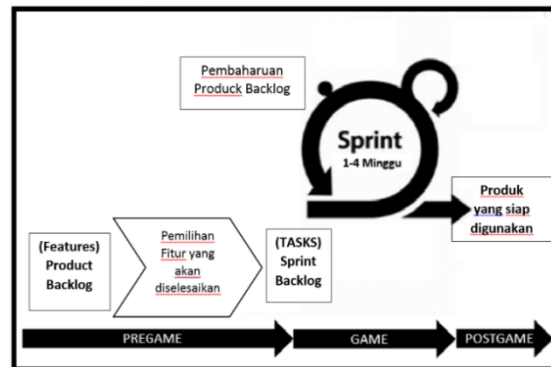 Pembaharuan
Produck Backlog
Sprint
1-4 Minggu
Produk
yang siap
digunakan
(Features)
Product
Backlog
Pemilihan
Fitur yang
akan
diselesaikan
(TASKS)
Sprint
Backlog
PREGAME
GAME
POSTGAME